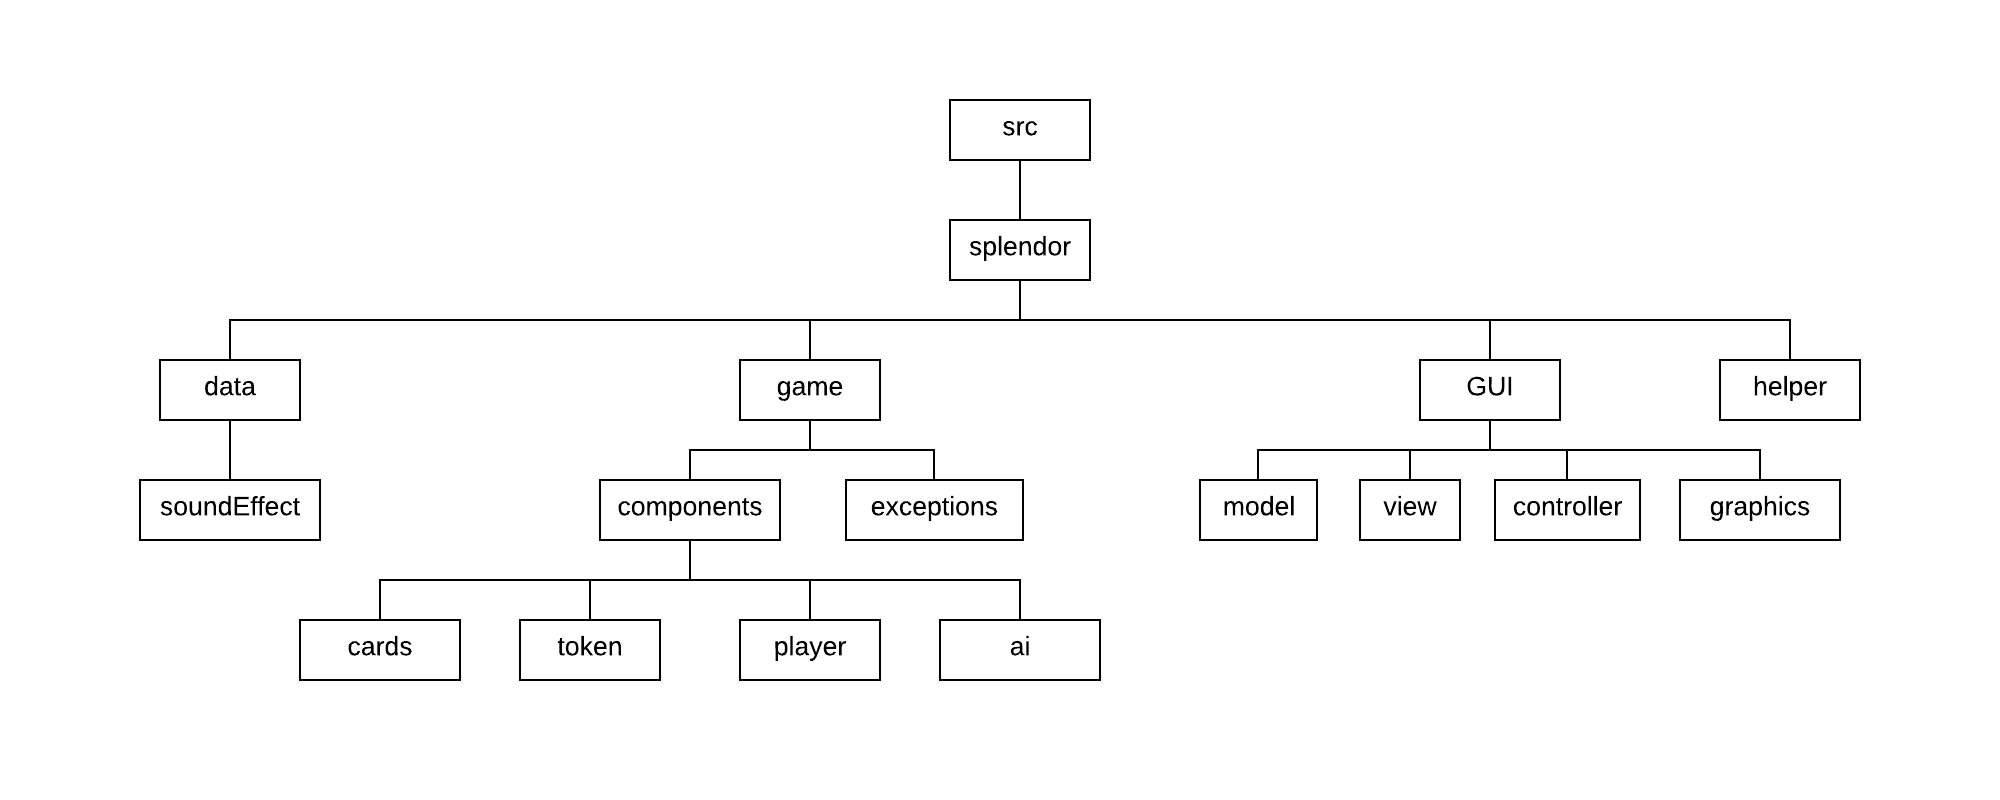 src
splendor
data
game
GUI
helper
soundEffect
components
exceptions
model
view
controller
graphics
cards
token
player
ai